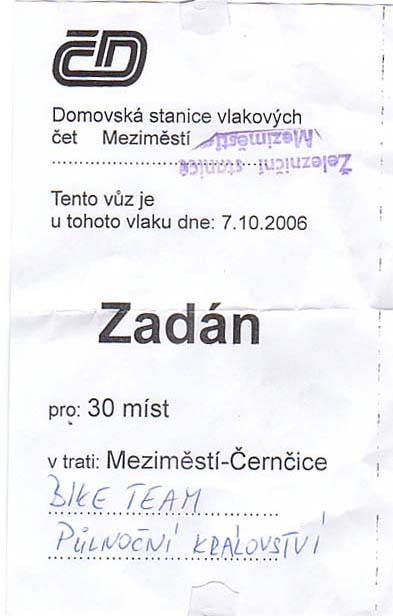 ČD
Domovská stanice vlakových
čet Meziměstí
Meziměstí
Železniční stanice
Tento vůz je
u tohoto vlaku dne: 7.10.2006
Zadán
pro: 30 míst
v trati: Meziměstí-Černčice
BIKE TEAM
PŮLNOČNÍ KRÁLOVSTVÍ